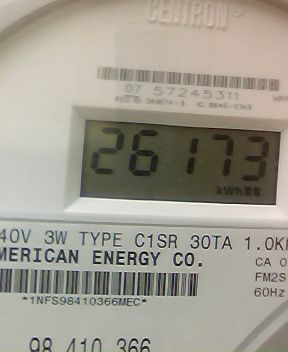 CENTRON®
07 57245311
26173
kWh
40V 3W TYPE C1SR 30TA 1.0K
MERICAN ENERGY CO.
CA 0
FM2S
60Hz
*1NFS98410366MEC*
98 410 366